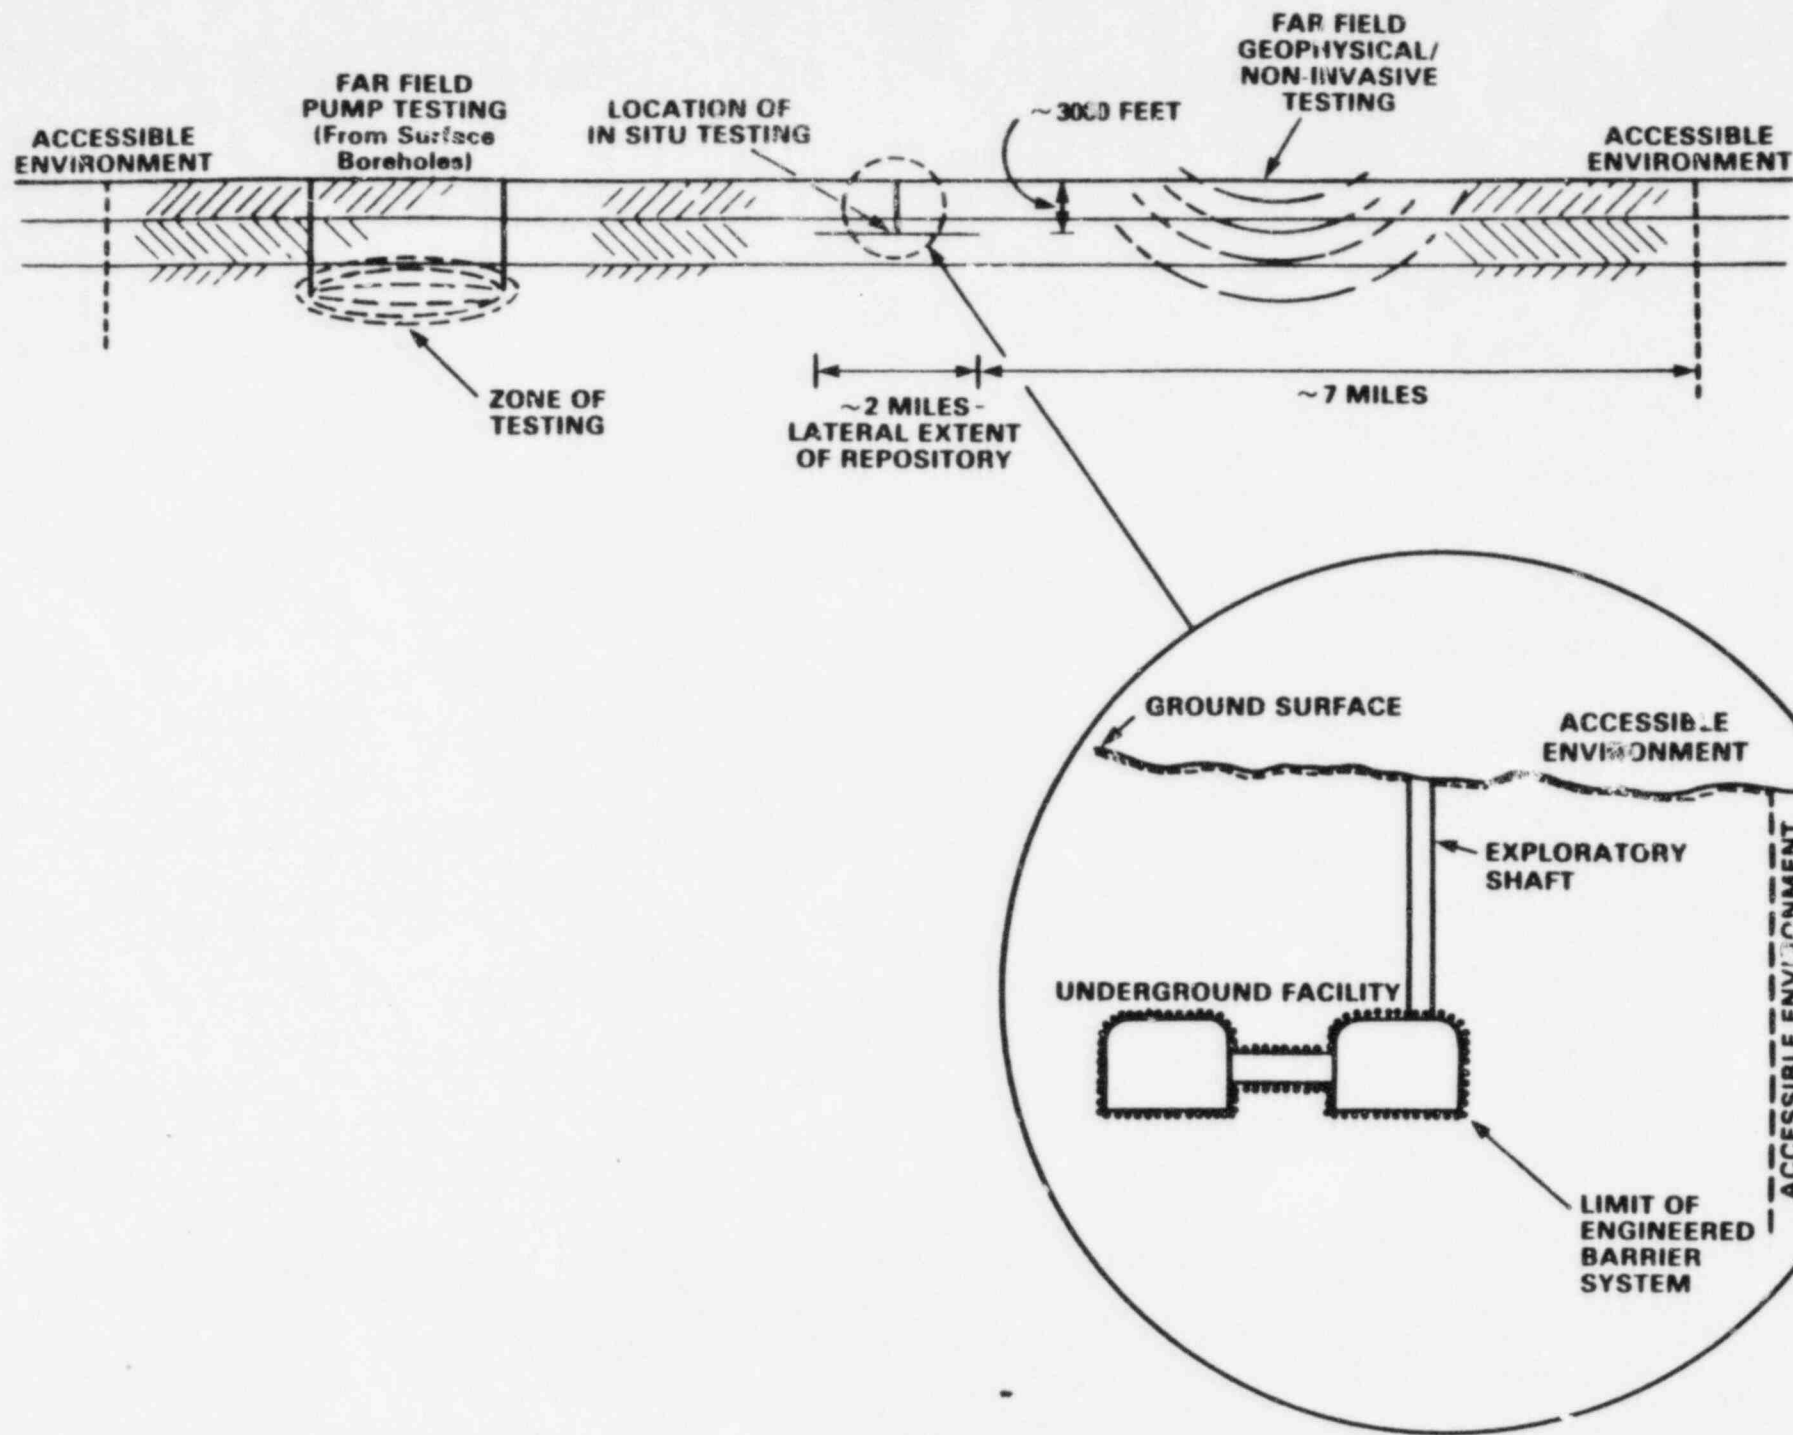 FAR FIELD
GEOPHYSICAL/
NON-INVASIVE
TESTING
FAR FIELD
PUMP TESTING
(From Surface
Boreholes)
LOCATION OF
IN SITU TESTING
~3000 FEET
ACCESSIBLE
ENVIRONMENT
ACCESSIBLE
ENVIRONMENT
ZONE OF
TESTING
~2 MILES-
LATERAL EXTENT
OF REPOSITORY
~7 MILES
GROUND SURFACE
ACCESSIBLE
ENVIRONMENT
EXPLORATORY
SHAFT
UNDERGROUND FACILITY
ACCESSIBLE ENVIRONMENT
LIMIT OF
ENGINEERED
BARRIER
SYSTEM